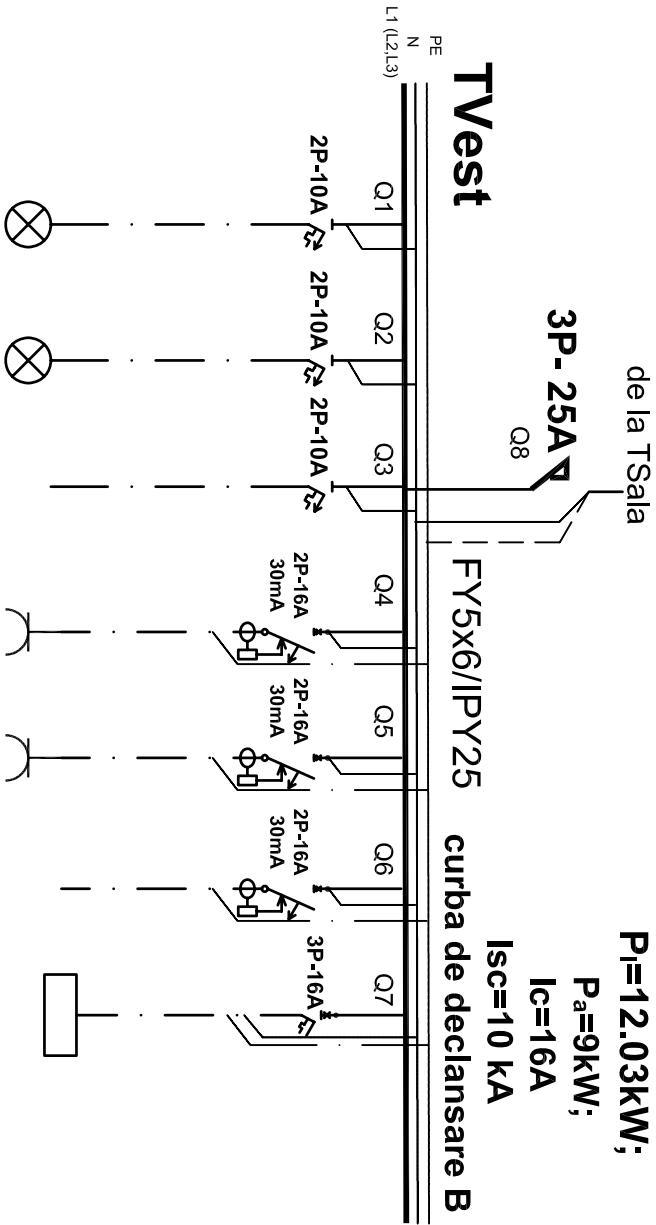 TVest
de la TSala
3P- 25A
Q8
FY5x6/IPY25
Pi=12.03kW;
Pa=9kW;
Ic=16A
Isc=10 kA
curba de declansare B
PE
N
L1 (L2,L3)
Q1
Q2
Q3
Q4
Q5
Q6
Q7
2P-10A
2P-10A
2P-10A
2P-16A
30mA
2P-16A
30mA
2P-16A
30mA
3P-16A